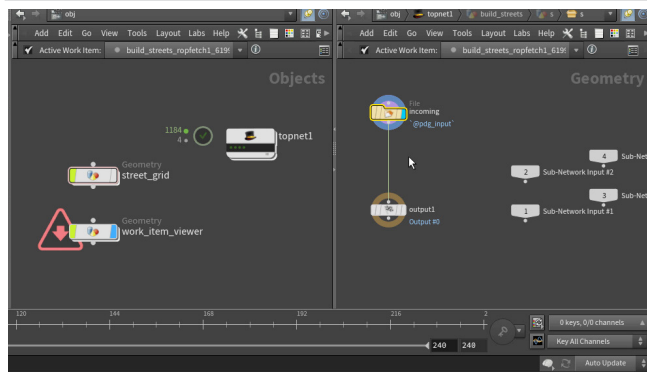 obj
Add Edit Go View Tools Layout Labs Help
Active Work Item: build_streets_ropfetch1_619
Objects
1184
4
topnet1
Geometry
street_grid
Geometry
work_item_viewer
obj topnet1 build_streets s s
Add Edit Go View Tools Layout Labs Help
Active Work Item: build_streets_ropfetch1_619
Geometry
File
incoming
`@pdg_input`
4 Sub-Net
2 Sub-Network Input #2
3 Sub-Net
output1
Output #0
1 Sub-Network Input #1
120 144 168 192 216 2
240 240
0 keys, 0/0 channels
Key All Channels
Auto Update